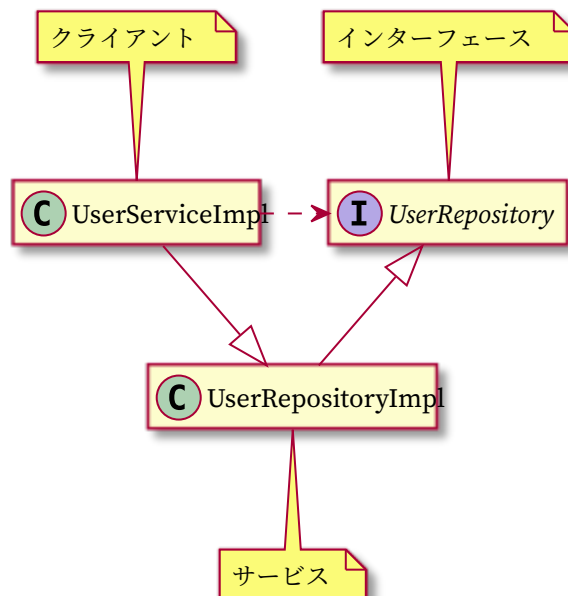 クライアント
インターフェース
C UserServiceImpl
I UserRepository
C UserRepositoryImpl
サービス